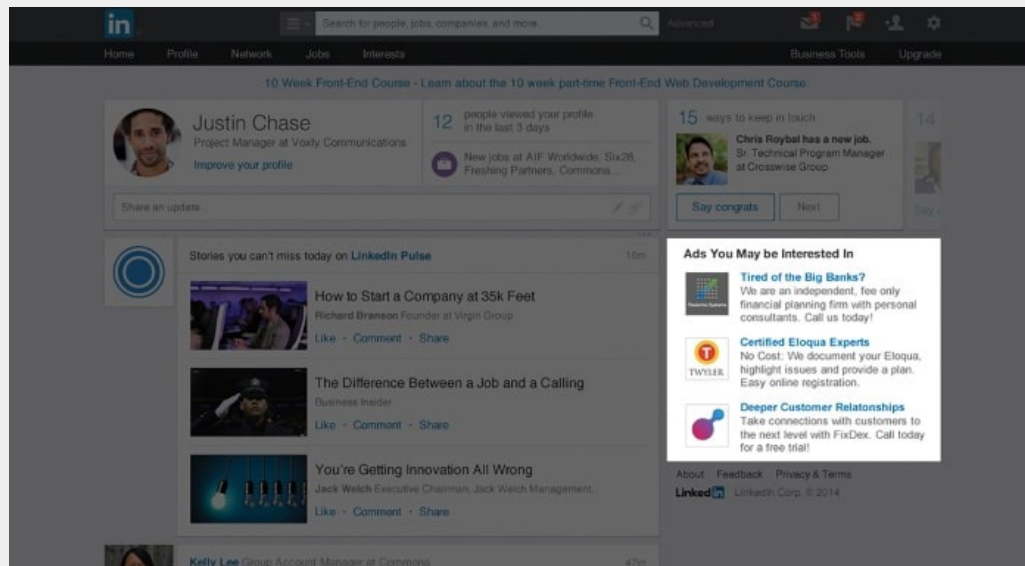 in
Search for people, jobs, companies, and more...
Advanced
Home Profile Network Jobs Interests Business Tools Upgrade
10 Week Front-End Course - Learn about the 10 week part-time Front-End Web Development Course.
Justin Chase
Project Manager at Voxly Communications
Improve your profile
12 people viewed your profile
in the last 3 days
New jobs at AIF Worldwide, Six28,
Freshing Partners, Commona...
15 ways to keep in touch
Chris Roybal has a new job.
Sr. Technical Program Manager
at Crosswise Group
Say congrats Next
14
Say
Share an update...
Stories you can't miss today on LinkedIn Pulse 16m
How to Start a Company at 35k Feet
Richard Branson Founder at Virgin Group
Like · Comment · Share
The Difference Between a Job and a Calling
Business Insider
Like · Comment · Share
You're Getting Innovation All Wrong
Jack Welch Executive Chairman, Jack Welch Management...
Like · Comment · Share
Kelly Lee Group Account Manager at Commona 47m
Ads You May be Interested In
Tired of the Big Banks?
We are an independent, fee only
financial planning firm with personal
consultants. Call us today!
TWYLER
Certified Eloqua Experts
No Cost: We document your Eloqua,
highlight issues and provide a plan.
Easy online registration.
Deeper Customer Relatonships
Take connections with customers to
the next level with FixDex. Call today
for a free trial!
About Feedback Privacy & Terms
LinkedIn LinkedIn Corp. © 2014